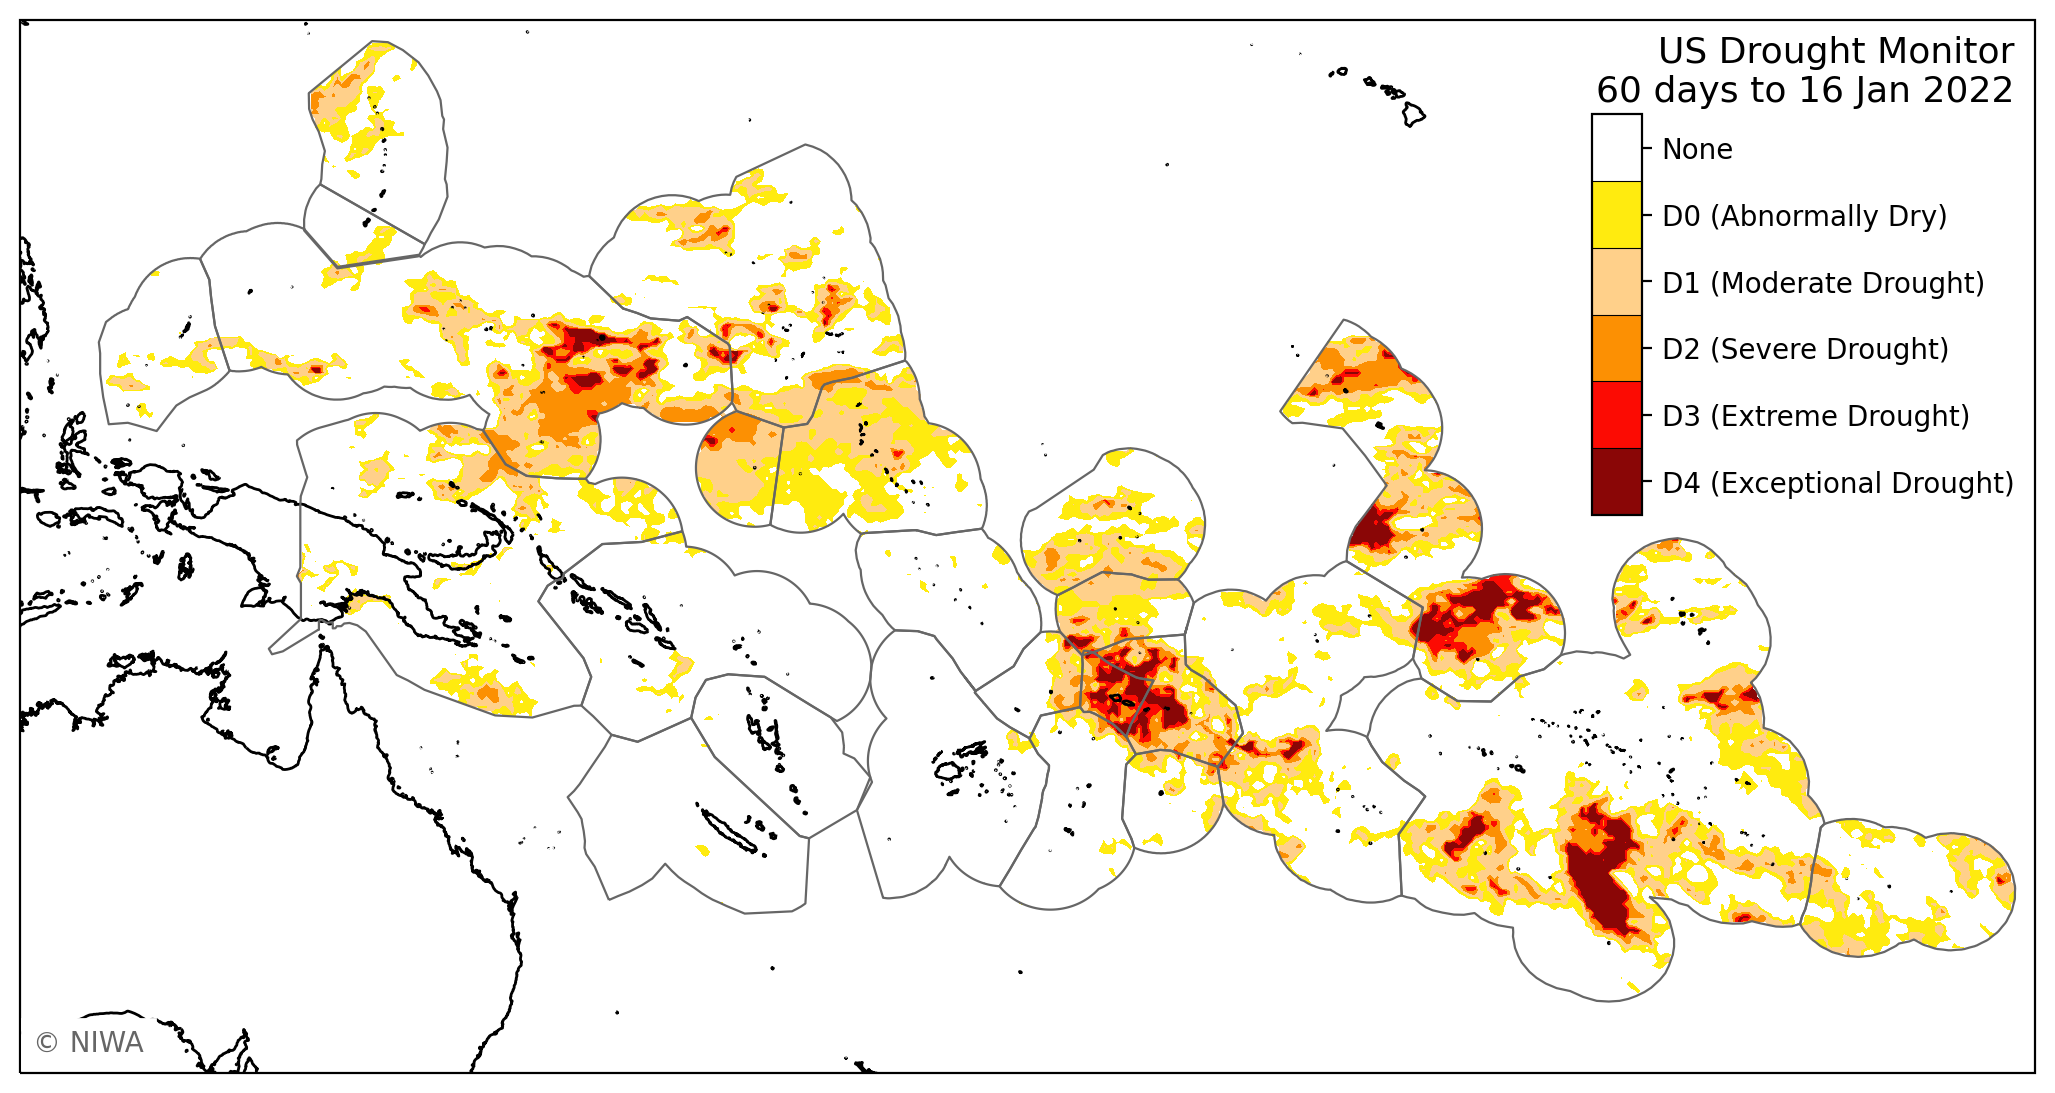 US Drought Monitor
60 days to 16 Jan 2022
None
D0 (Abnormally Dry)
D1 (Moderate Drought)
D2 (Severe Drought)
D3 (Extreme Drought)
D4 (Exceptional Drought)
© NIWA